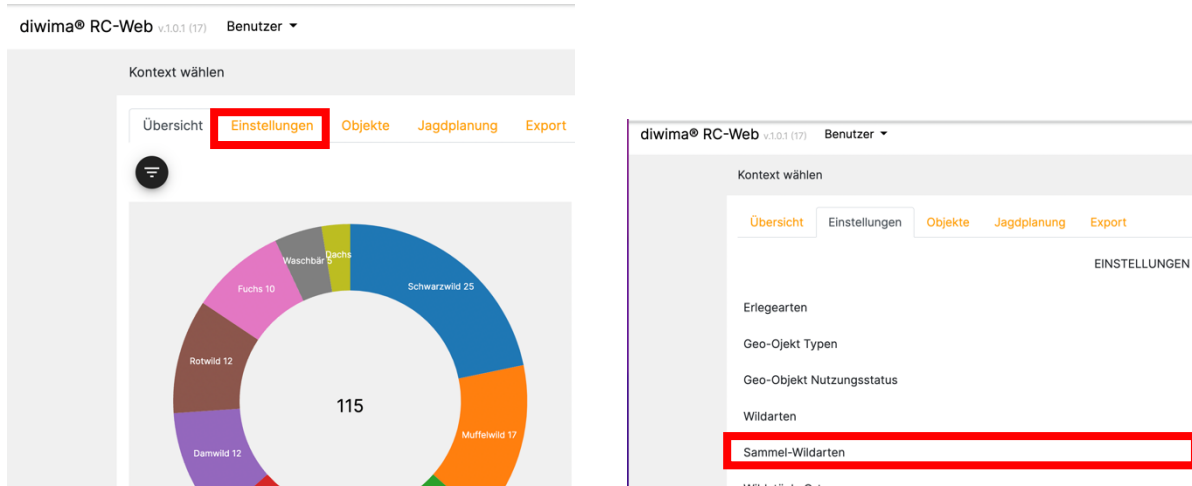 diwima® RC-Web v.1.0.1 (17) Benutzer
Kontext wählen
Übersicht Einstellungen Objekte Jagdplanung Export
Dachs
Waschbär 5
Schwarzwild 25
Fuchs 10
Rotwild 12
115
Muffelwild 17
Damwild 12
diwima® RC-Web v.1.0.1 (17) Benutzer
Kontext wählen
Übersicht Einstellungen Objekte Jagdplanung Export
EINSTELLUNGEN
Erlegearten
Geo-Ojekt Typen
Geo-Objekt Nutzungsstatus
Wildarten
Sammel-Wildarten